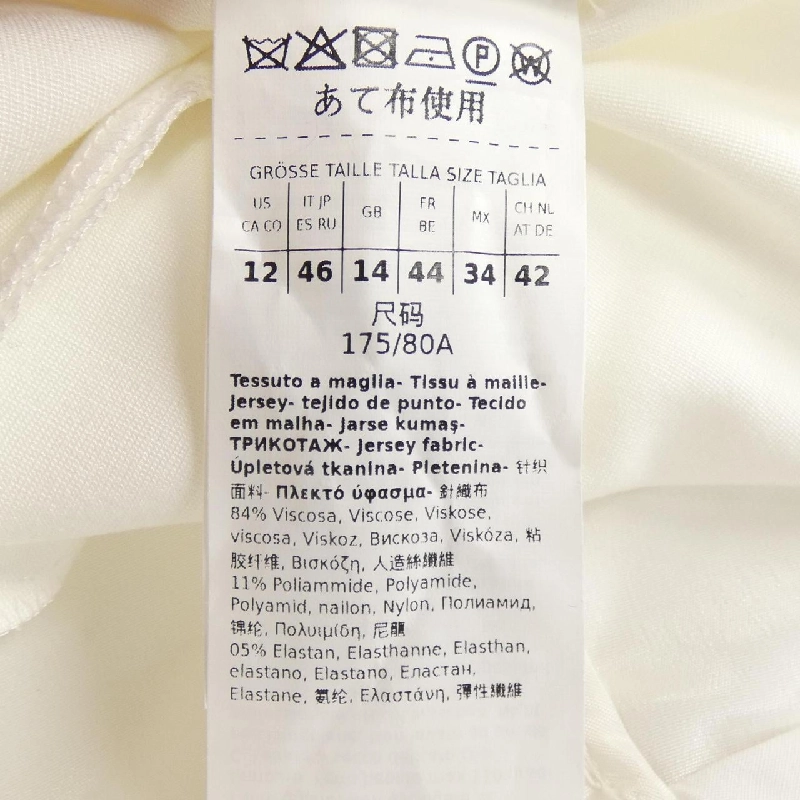 P
W
あて布使用
GRÖSSE TAILLE TALLA SIZE TAGLIA
US CA CO
IT JP ES RU
GB
FR BE
MX
CH NL AT DE
12 46 14 44 34 42
尺码
175/80A
Tessuto a maglia- Tissu à maille-
Jersey- tejido de punto- Tecido
em malha- Jarse kumaş-
ТРИКОТАЖ- Jersey fabric-
Úpletová tkanina- Pletenina- 针织
面料- Πλεκτό ύφασμα- 針織布
84% Viscosa, Viscose, Viskose,
viscosa, Viskoz, Вискоза, Viskóza, 粘
胶纤维, Βισκόζη, 人造絲纖維
11% Poliammide, Polyamide,
Polyamid, nailon, Nylon, Полиамид,
锦纶, Πολυιμίδη, 尼龍
05% Elastan, Elasthanne, Elasthan,
elastano, Elastano, Еластан,
Elastane, 氨纶, Ελαστάνη, 彈性纖維